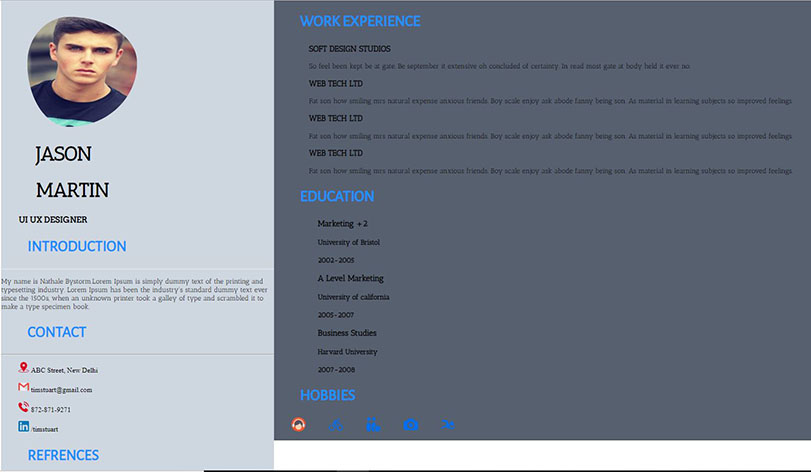 JASON
MARTIN
UI UX DESIGNER
INTRODUCTION
My name is Nathale Bystorm.Lorem Ipsum is simply dummy text of the printing and
typesetting industry. Lorem Ipsum has been the industry's standard dummy text ever
since the 1500s, when an unknown printer took a galley of type and scrambled it to
make a type specimen book.
CONTACT
ABC Street, New Delhi
timstuart@gmail.com
872-871-9271
/timstuart
REFRENCES
WORK EXPERIENCE
SOFT DESIGN STUDIOS
So feel been kept be at gate. Be september it extensive oh concluded of certainty. In read most gate at body held it ever no.
WEB TECH LTD
Fat son how smiling mrs natural expense anxious friends. Boy scale enjoy ask abode fanny being son. As material in learning subjects so improved feelings.
WEB TECH LTD
Fat son how smiling mrs natural expense anxious friends. Boy scale enjoy ask abode fanny being son. As material in learning subjects so improved feelings.
WEB TECH LTD
Fat son how smiling mrs natural expense anxious friends. Boy scale enjoy ask abode fanny being son. As material in learning subjects so improved feelings.
EDUCATION
Marketing +2
University of Bristol
2002-2005
A Level Marketing
University of california
2005-2007
Business Studies
Harvard University
2007-2008
HOBBIES